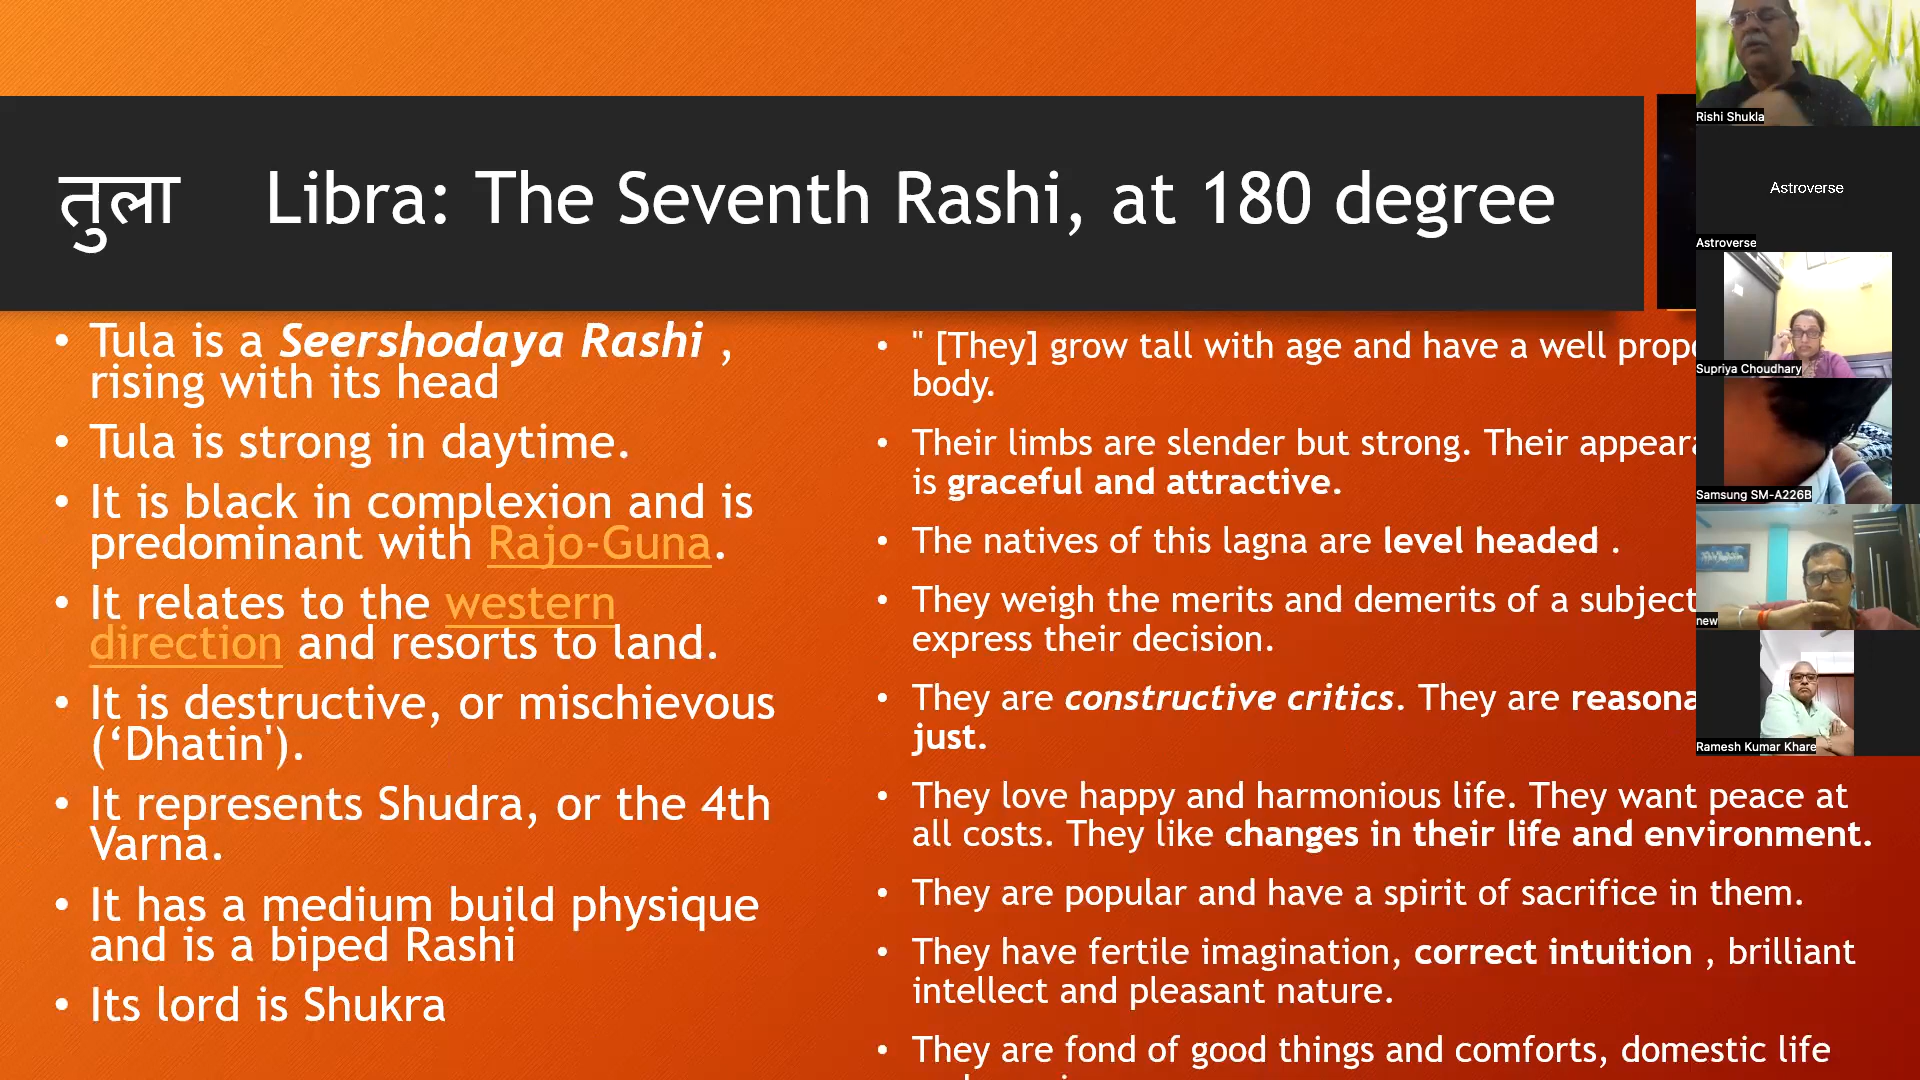 तुला Libra: The Seventh Rashi, at 180 degree
• Tula is a Seershodaya Rashi ,
rising with its head
• Tula is strong in daytime.
• It is black in complexion and is
predominant with Rajo-Guna.
• It relates to the western
direction and resorts to land.
• It is destructive, or mischievous
(‘Dhatin').
• It represents Shudra, or the 4th
Varna.
• It has a medium build physique
and is a biped Rashi
• Its lord is Shukra
• " [They] grow tall with age and have a well
body.
• Their limbs are slender but strong. Their
is graceful and attractive.
• The natives of this lagna are level headed .
• They weigh the merits and demerits of a subject
express their decision.
• They are constructive critics. They are
just.
• They love happy and harmonious life. They want peace at
all costs. They like changes in their life and environment.
• They are popular and have a spirit of sacrifice in them.
• They have fertile imagination, correct intuition , brilliant
intellect and pleasant nature.
• They are fond of good things and comforts, domestic life
Rishi Shukla
Astroverse
Astroverse
Supriya Choudhary
Samsung SM-A226B
new
Ramesh Kumar Khare